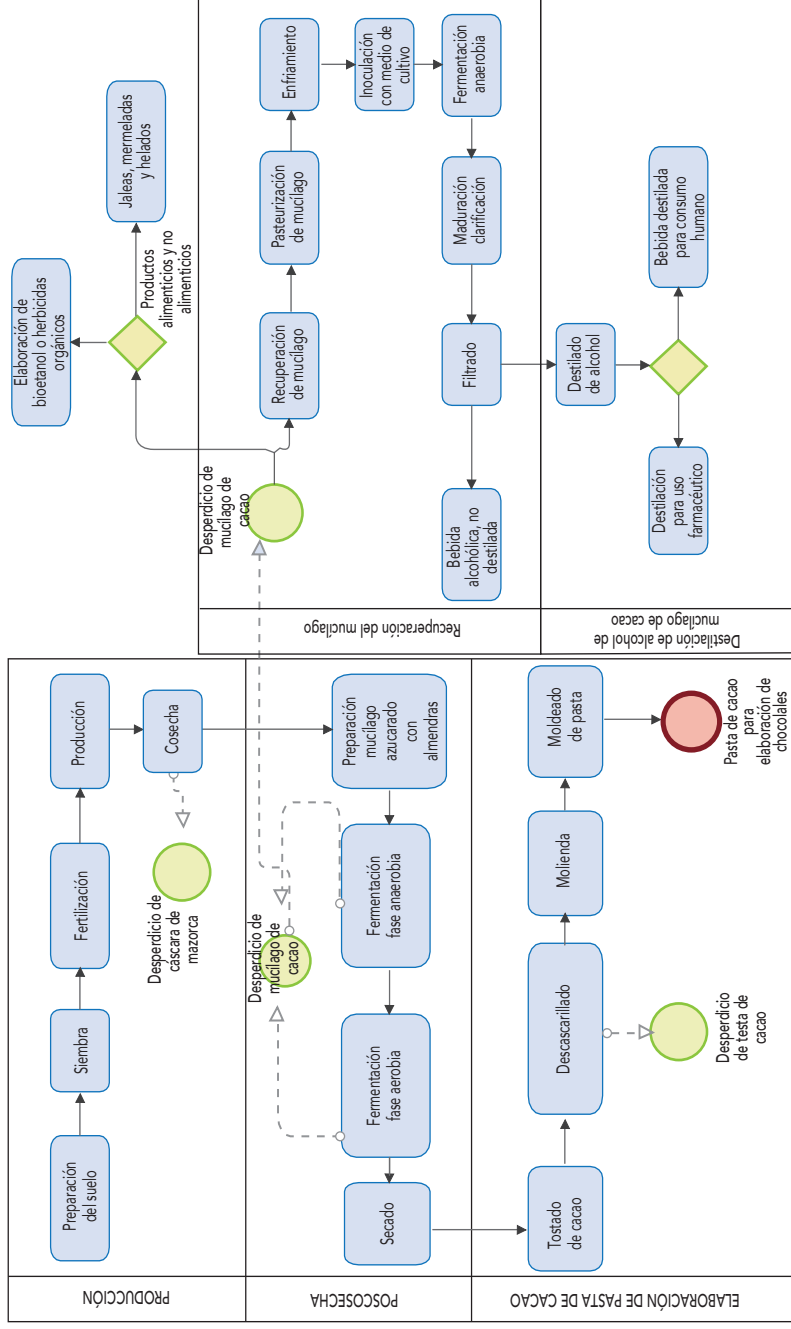 PRODUCCIÓN
Preparación
del suelo
Siembra
Fertilización
Producción
Cosecha
Desperdicio de
cáscara de
mazorca
POSCOSECHA
Preparación
mucílago
azucarado
con
almendras
Fermentación
fase anaerobia
Fermentación
fase aerobia
Secado
Desperdicio de
mucílago de
cacao
ELABORACIÓN DE PASTA DE CACAO
Tostado
de cacao
Descascarillado
Molienda
Moldeado
de pasta
Desperdicio
de testa de
cacao
Pasta de cacao
para
elaboración de
chocolales
Elaboración de
bioetanol o herbicidas
orgánicos
Productos
alimenticios y no
alimenticios
Jaleas, mermeladas
y helados
Recuperación del mucílago
Desperdicio de
mucílago de
cacao
Recuperación
de mucílago
Pasteurización
de mucílago
Enfriamiento
Inoculación
con medio de
cultivo
Fermentación
anaerobia
Maduración
clarificación
Filtrado
Bebida
alcohólica, no
destilada
Destilación de alcohol de
mucílago de cacao
Destilado
de alcohol
Destilación
para uso
farmacéutico
Bebida destilada
para consumo
humano